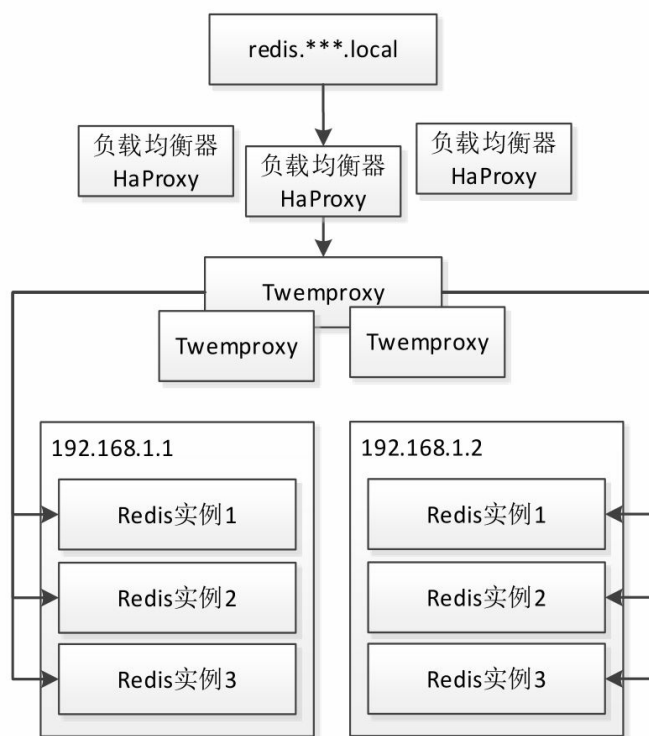 redis.***.local
负载均衡器
HaProxy
负载均衡器
HaProxy
负载均衡器
HaProxy
Twemproxy
Twemproxy
Twemproxy
192.168.1.1
Redis实例1
Redis实例2
Redis实例3
192.168.1.2
Redis实例1
Redis实例2
Redis实例3